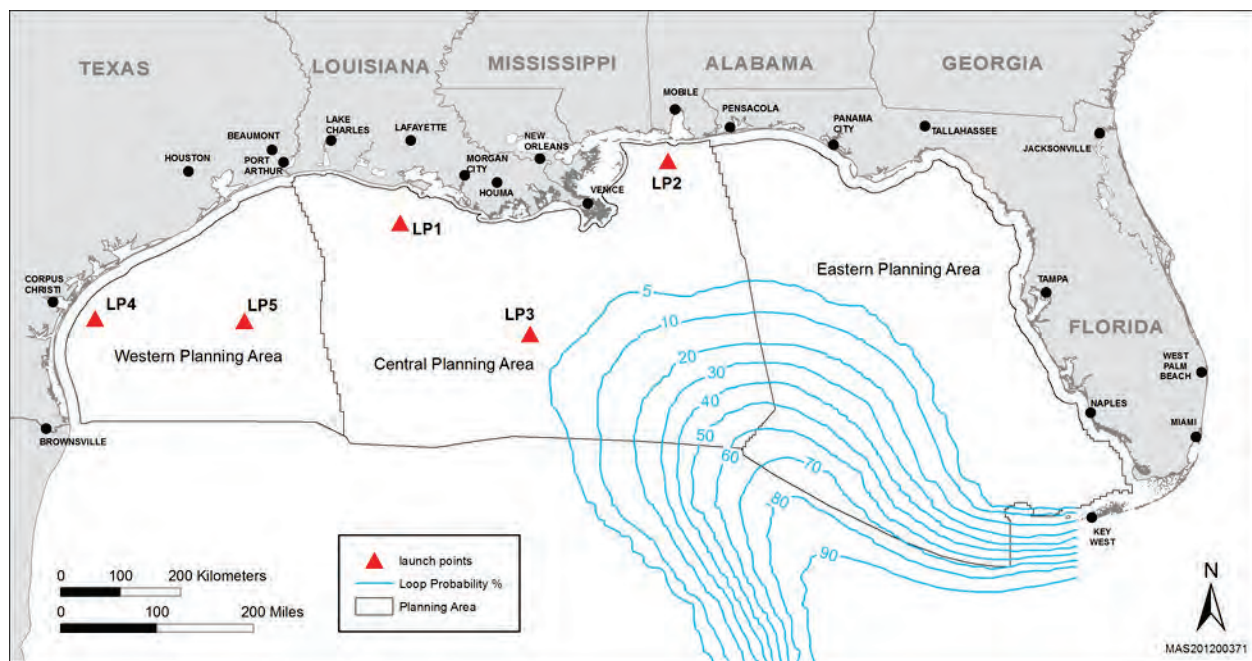 TEXAS
LOUISIANA
MISSISSIPPI
ALABAMA
GEORGIA
MOBILE
PENSACOLA
PANAMA
CITY
TALLAHASSEE
JACKSONVILLE
BEAUMONT
LAKE
CHARLES
LAFAYETTE
NEW
ORLEANS
HOUSTON
PORT
ARTHUR
MORGAN
CITY
HOUMA
VENICE
LP2
LP1
Eastern Planning Area
TAMPA
CORPUS
CHRISTI
LP4
LP5
LP3
Western Planning Area
Central Planning Area
FLORIDA
WEST
PALM
BEACH
NAPLES
MIAMI
BROWNSVILLE
KEY
WEST
5
10
20
30
40
50
60
70
80
90
0 100 200 Kilometers
0 100 200 Miles
launch points
Loop Probability %
Planning Area
N
MAS201200371